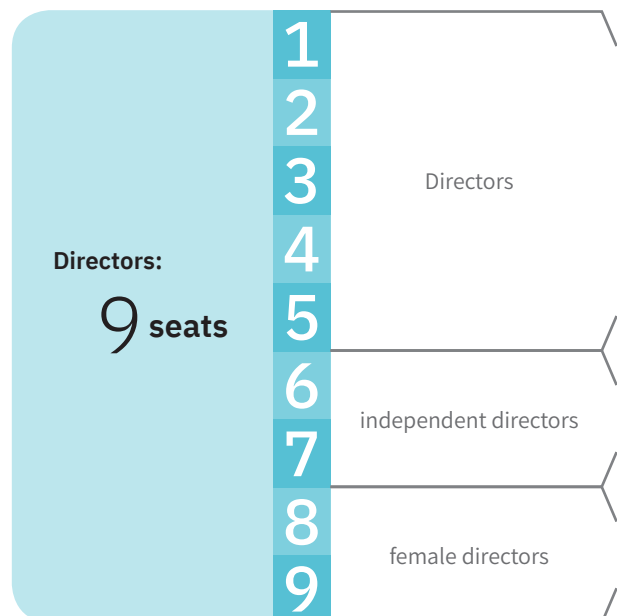 Directors:
9 seats
1
2
3
4
5
6
7
8
9
Directors
independent directors
female directors